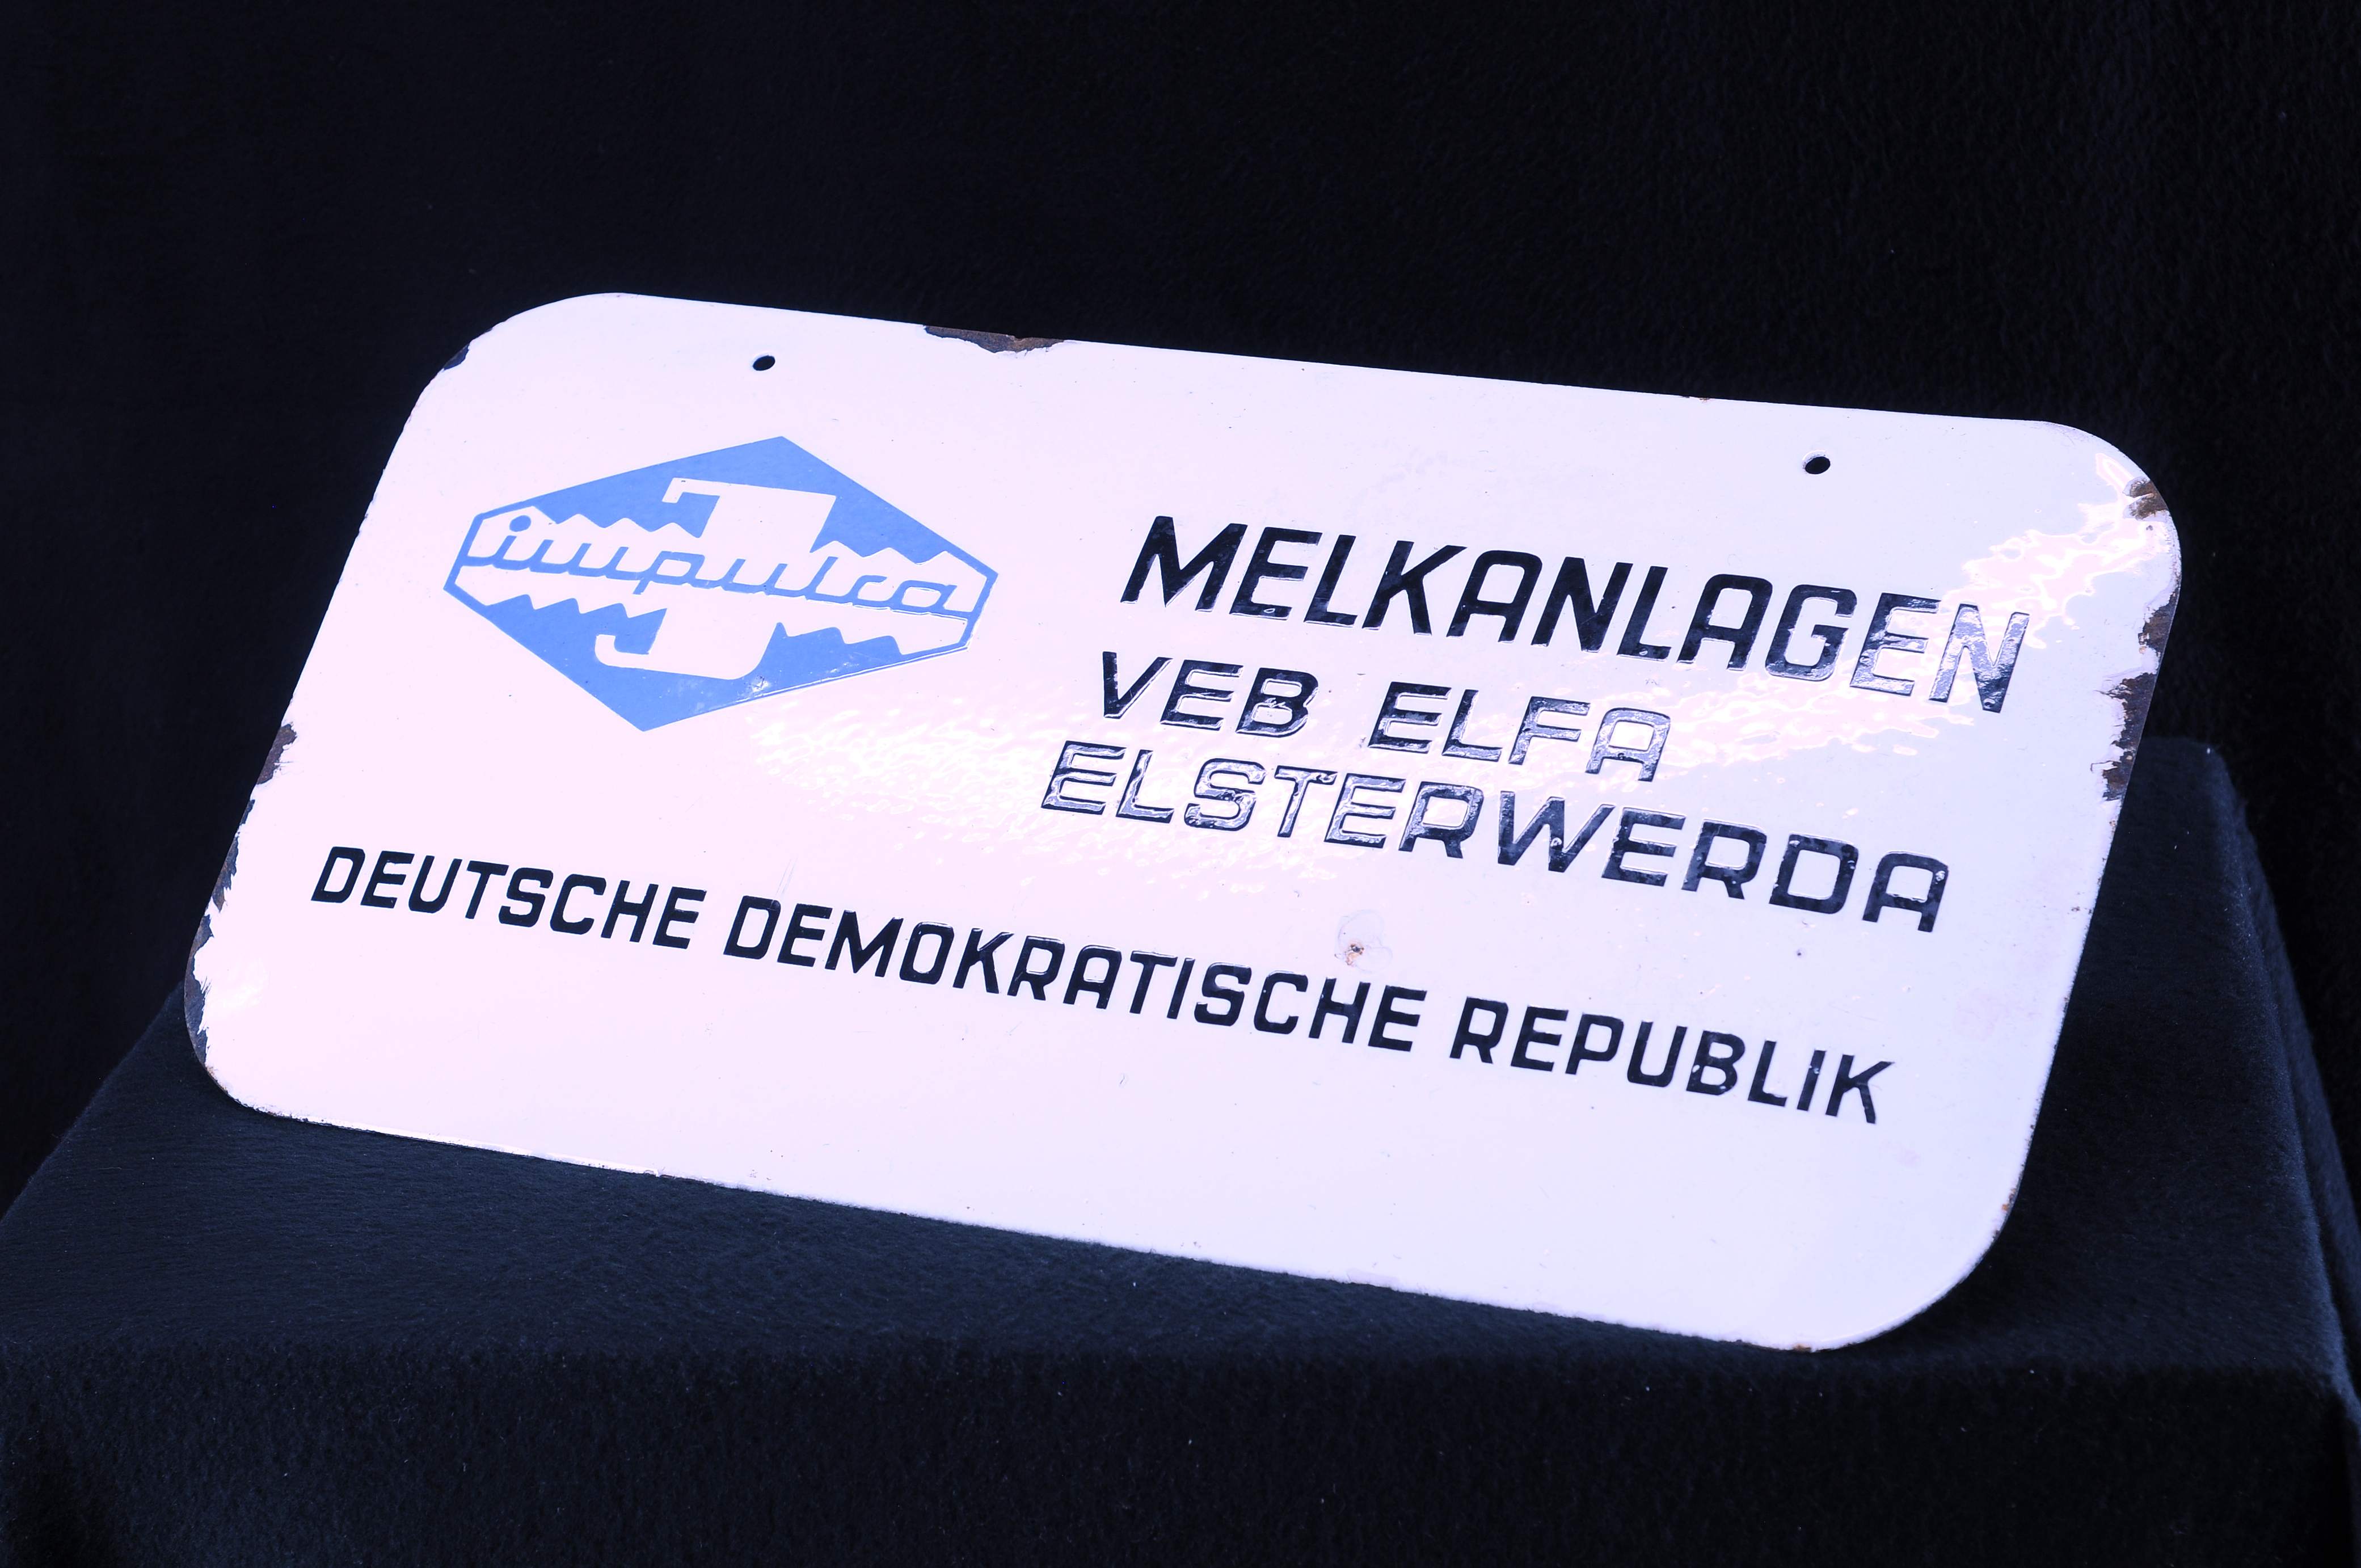 impulsa
MELKANLAGEN
VEB ELFA
ELSTERWERDA
DEUTSCHE DEMOKRATISCHE REPUBLIK